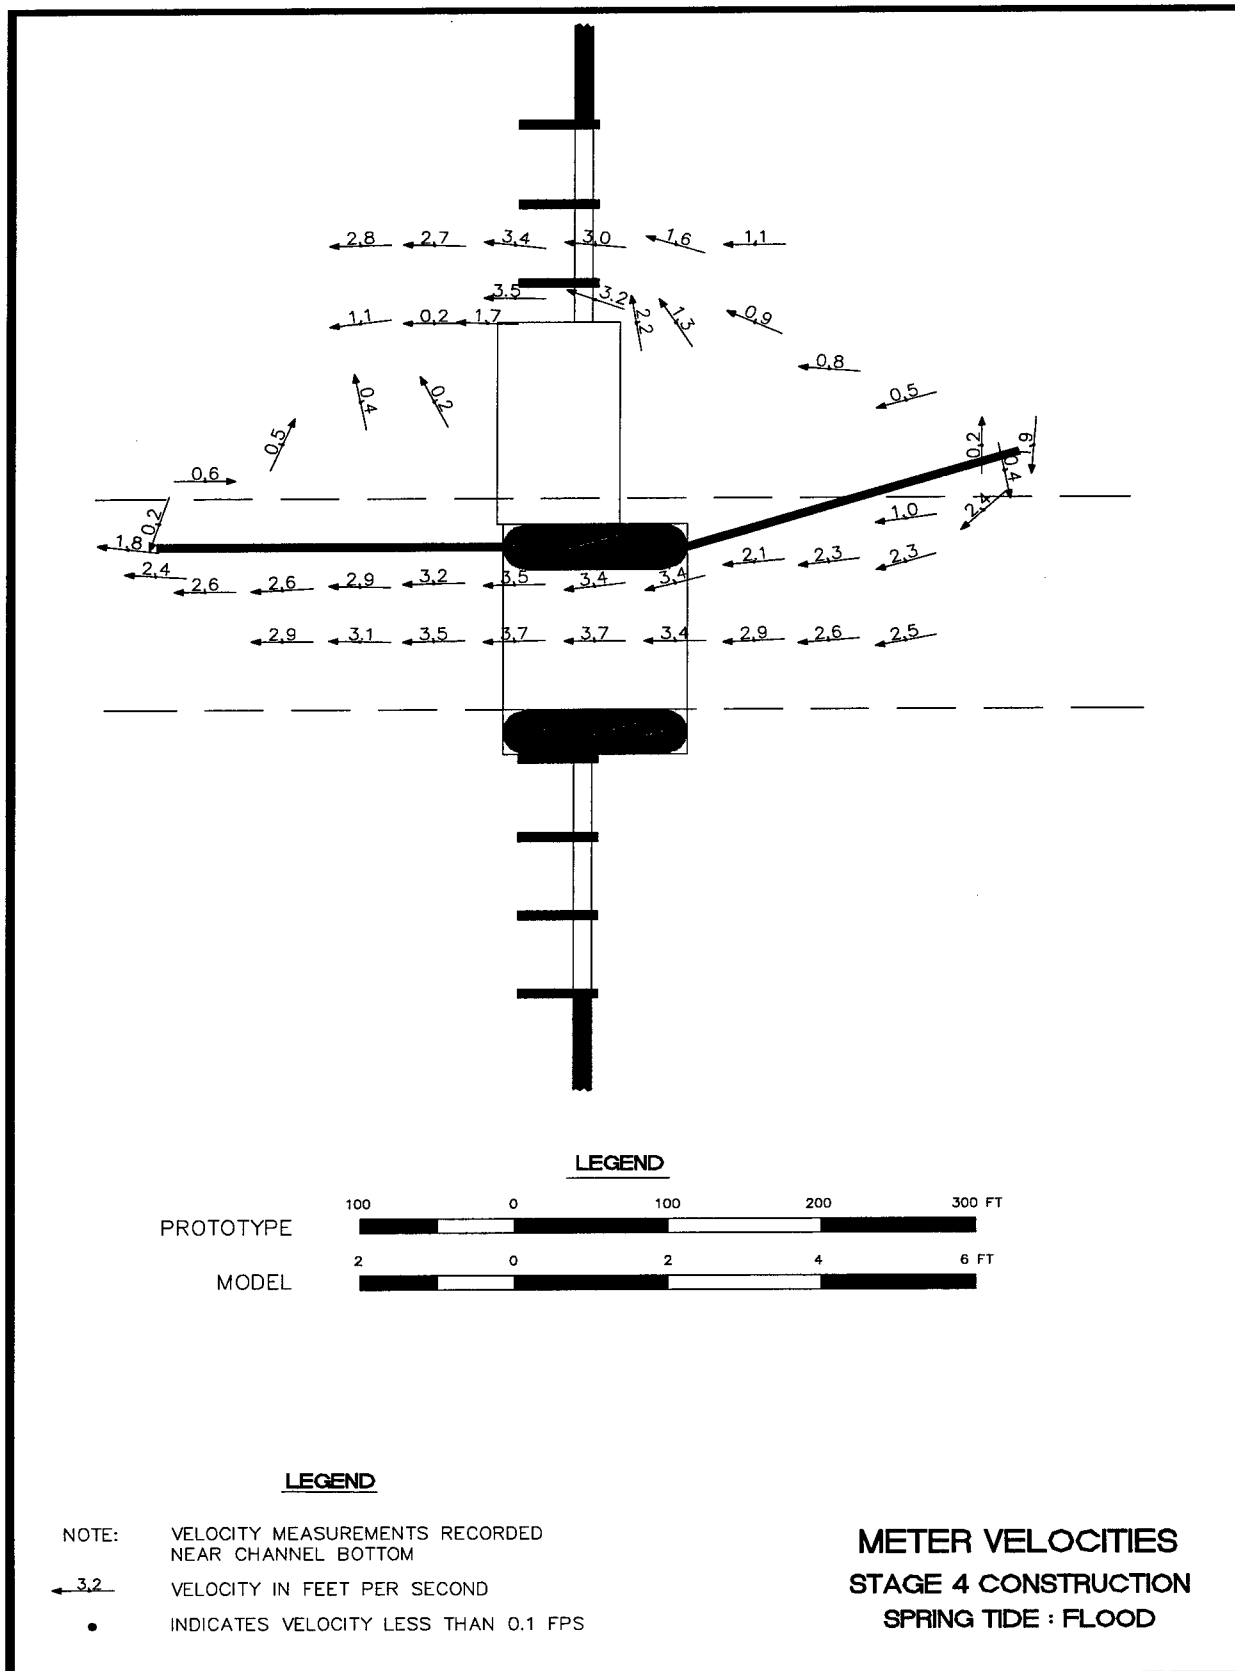 2.8 2.7 3.4 3.0 1.6 1.1
3.5 3.2
1.1 0.2 1.7 2.2 1.3 0.9
0.8
0.4 0.2 0.5
0.5 0.2 1.9
0.6 0.4
0.2 1.0 2.4
1.8
2.4 2.6 2.6 2.9 3.2 3.5 3.4 3.4 2.1 2.3 2.3
2.9 3.1 3.5 3.7 3.7 3.4 2.9 2.6 2.5
LEGEND
100 0 100 200 300 FT
PROTOTYPE
2 0 2 4 6 FT
MODEL
LEGEND
NOTE: VELOCITY MEASUREMENTS RECORDED
NEAR CHANNEL BOTTOM
3.2 VELOCITY IN FEET PER SECOND
• INDICATES VELOCITY LESS THAN 0.1 FPS
METER VELOCITIES
STAGE 4 CONSTRUCTION
SPRING TIDE : FLOOD